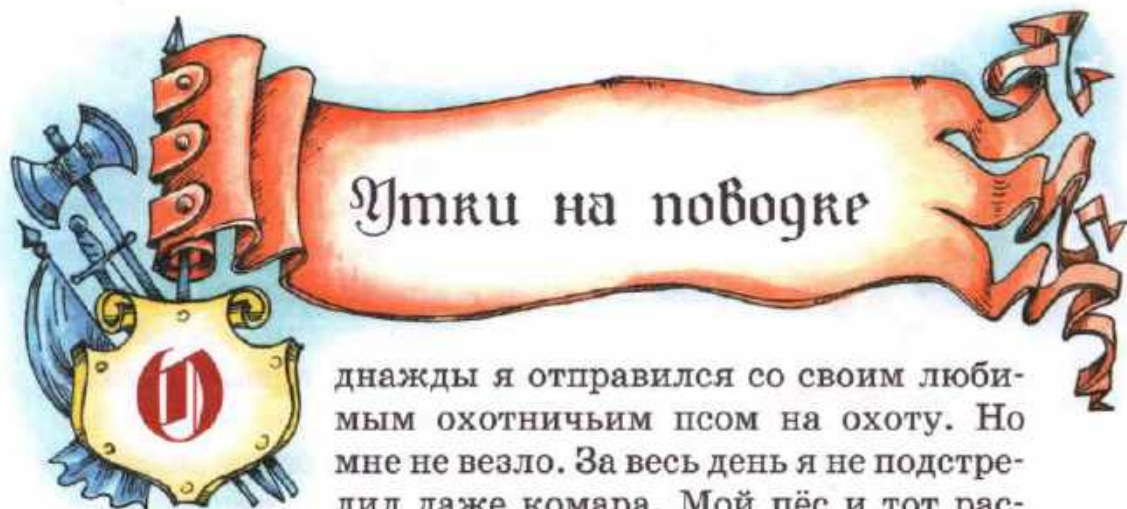 Утки на поводке
Однажды я отправился со своим люби-
мым охотничьим псом на охоту. Но
мне не везло. За весь день я не подстре-
лил даже комара. Мой пёс и тот рас-